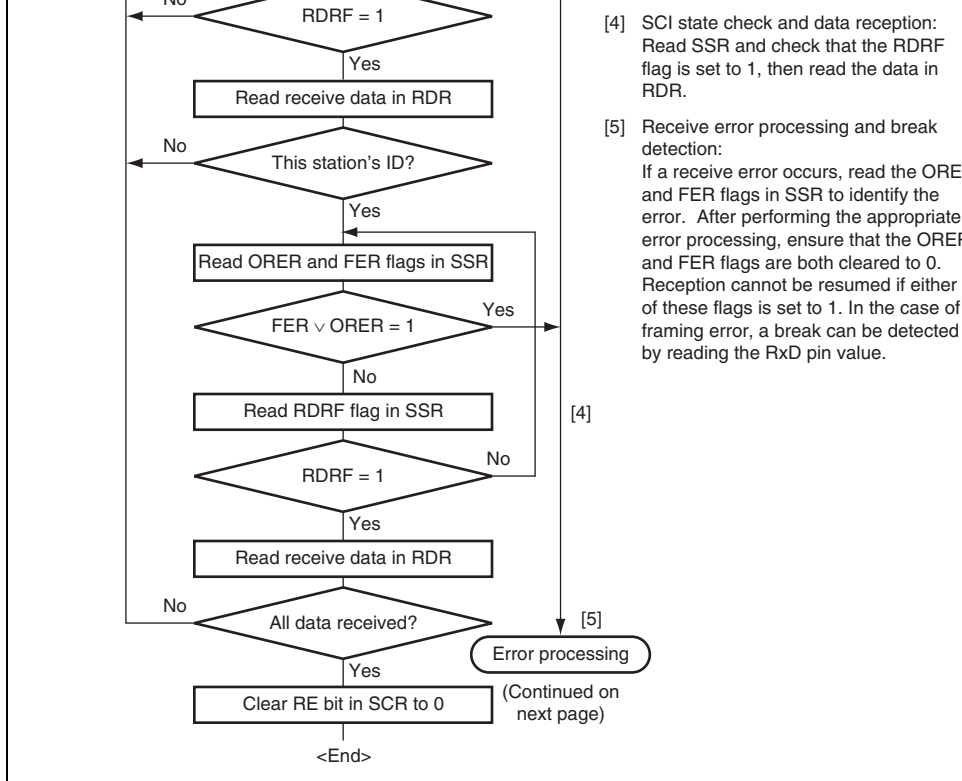 No
RDRF = 1
Yes
Read receive data in RDR
No
This station's ID?
Yes
Read ORER and FER flags in SSR
FER ∨ ORER = 1
Yes
No
Read RDRF flag in SSR
[4]
RDRF = 1
No
Yes
Read receive data in RDR
No
All data received?
[5]
Error processing
Yes
(Continued on
next page)
Clear RE bit in SCR to 0
<End>
[4] SCI state check and data reception:
Read SSR and check that the RDRF
flag is set to 1, then read the data in
RDR.
[5] Receive error processing and break
detection:
If a receive error occurs, read the ORE
and FER flags in SSR to identify the
error. After performing the appropriate
error processing, ensure that the ORER
and FER flags are both cleared to 0.
Reception cannot be resumed if either
of these flags is set to 1. In the case of
framing error, a break can be detected
by reading the RxD pin value.